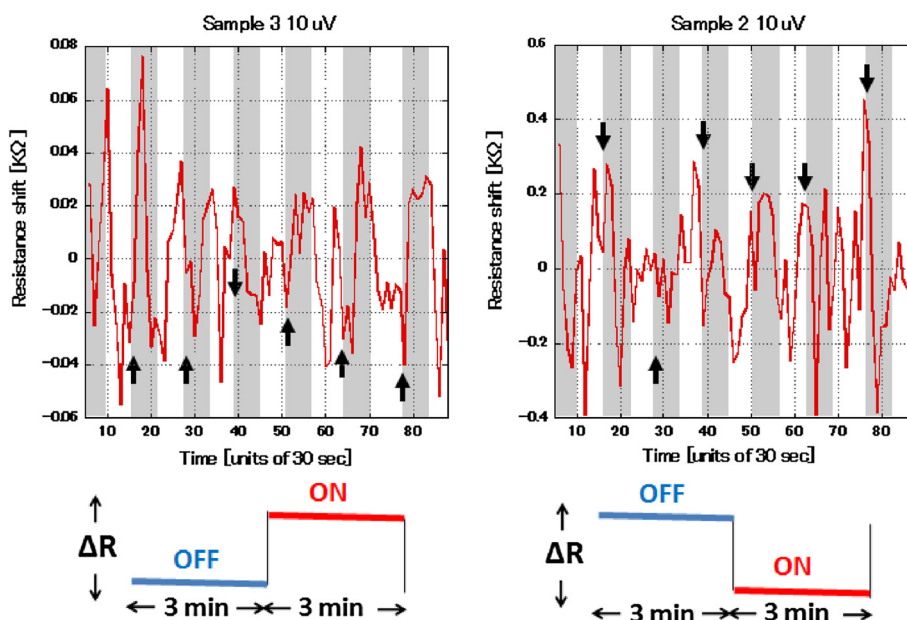 Sample 3 10 uV
Resistance shift [KΩ]
0.08
0.06
0.04
0.02
0
−0.02
−0.04
−0.06
10 20 30 40 50 60 70 80
Time [units of 30 sec]
ΔR
OFF
ON
3 min
3 min
Sample 2 10 uV
Resistance shift [KΩ]
0.6
0.4
0.2
0
−0.2
−0.4
10 20 30 40 50 60 70 80
Time [units of 30 sec]
ΔR
OFF
ON
3 min
3 min